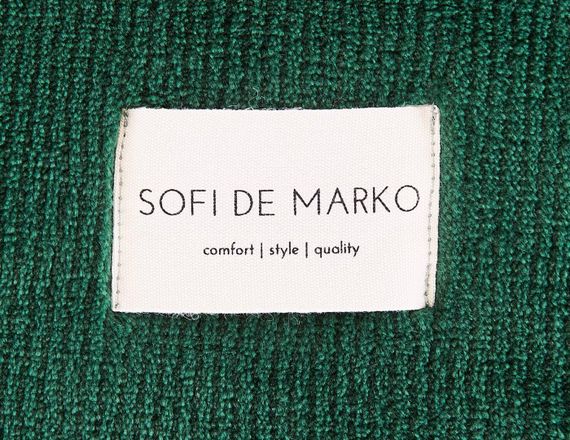 SOFI DE MARKO
comfort | style | quality